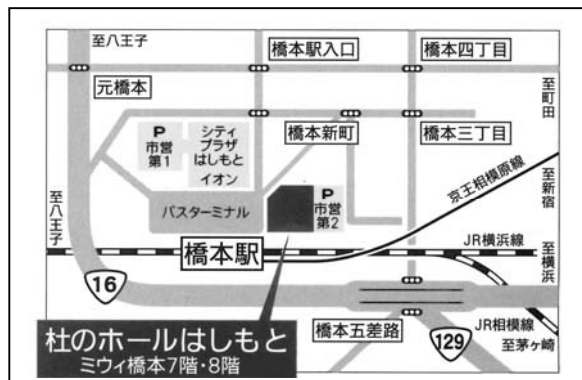 至八王子
橋本駅入口
橋本四丁目
元橋本
至町田
P
市営
第1
シティ
プラザ
はしもと
イオン
橋本新町
橋本三丁目
京王相模原線
至新宿
バスターミナル
P
市営
第2
至八王子
橋本駅
JR横浜線
至横浜
16
杜のホールはしもと
ミウィ橋本7階・8階
橋本五差路
129
JR相模線
至茅ヶ崎